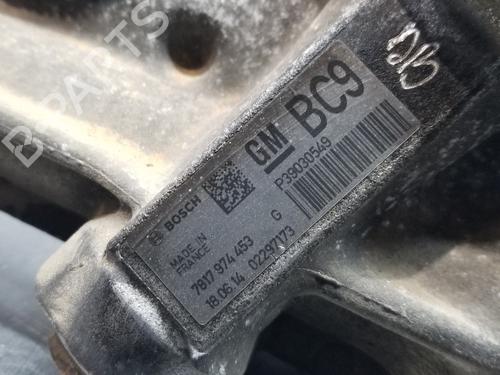 B-PARTS
BOSCH
GM
BC9
P39030549
MADE IN
FRANCE
G
7817 974 453
18.06.14 02297173